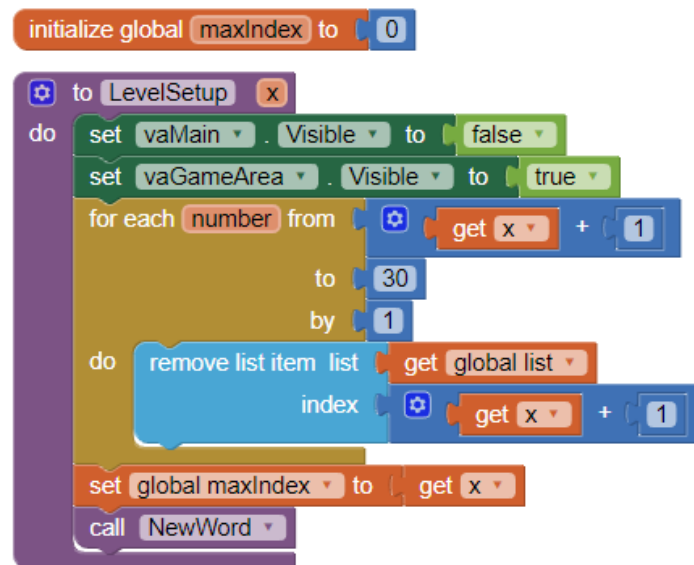 initialize global maxIndex to 0
to LevelSetup x
do set vaMain . Visible to false
set vaGameArea . Visible to true
for each number from get x + 1
to 30
by 1
do remove list item list get global list
index get x + 1
set global maxIndex to get x
call NewWord